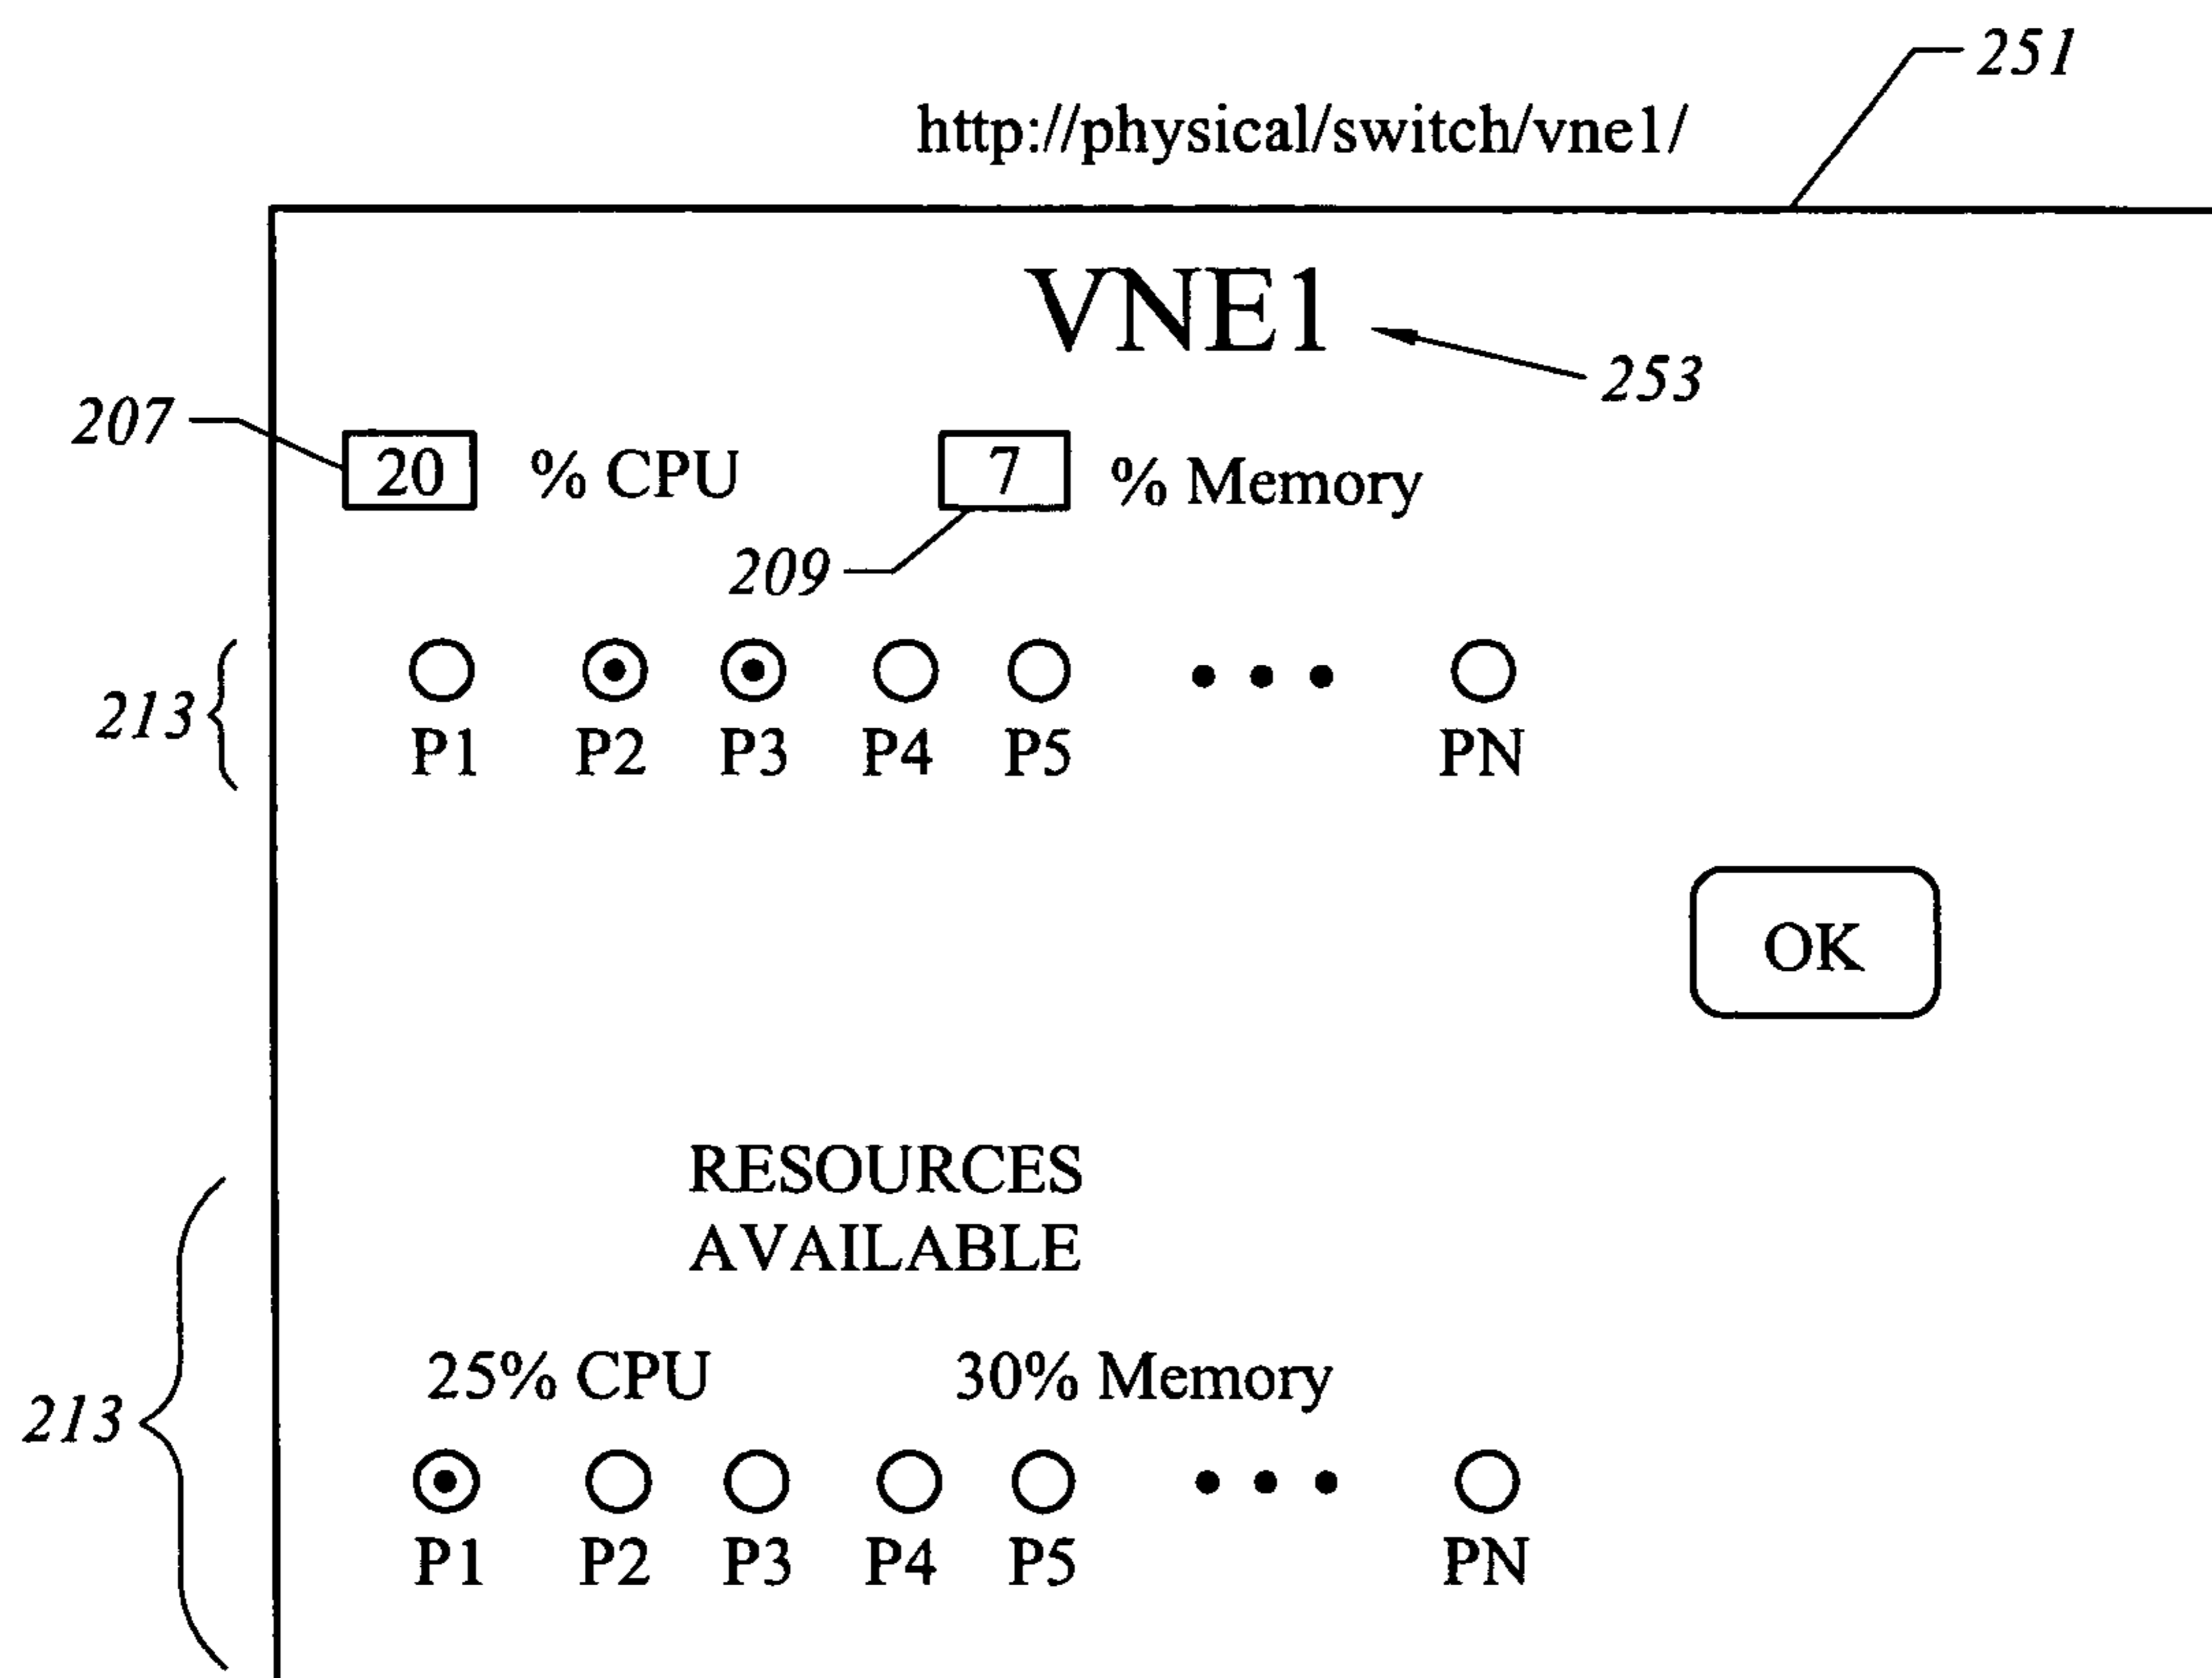 251
http://physical/switch/vne1/
VNE1
253
207
20 % CPU 7 % Memory
209
213
P1 P2 P3 P4 P5 PN
OK
RESOURCES
AVAILABLE
25% CPU 30% Memory
213
P1 P2 P3 P4 P5 PN